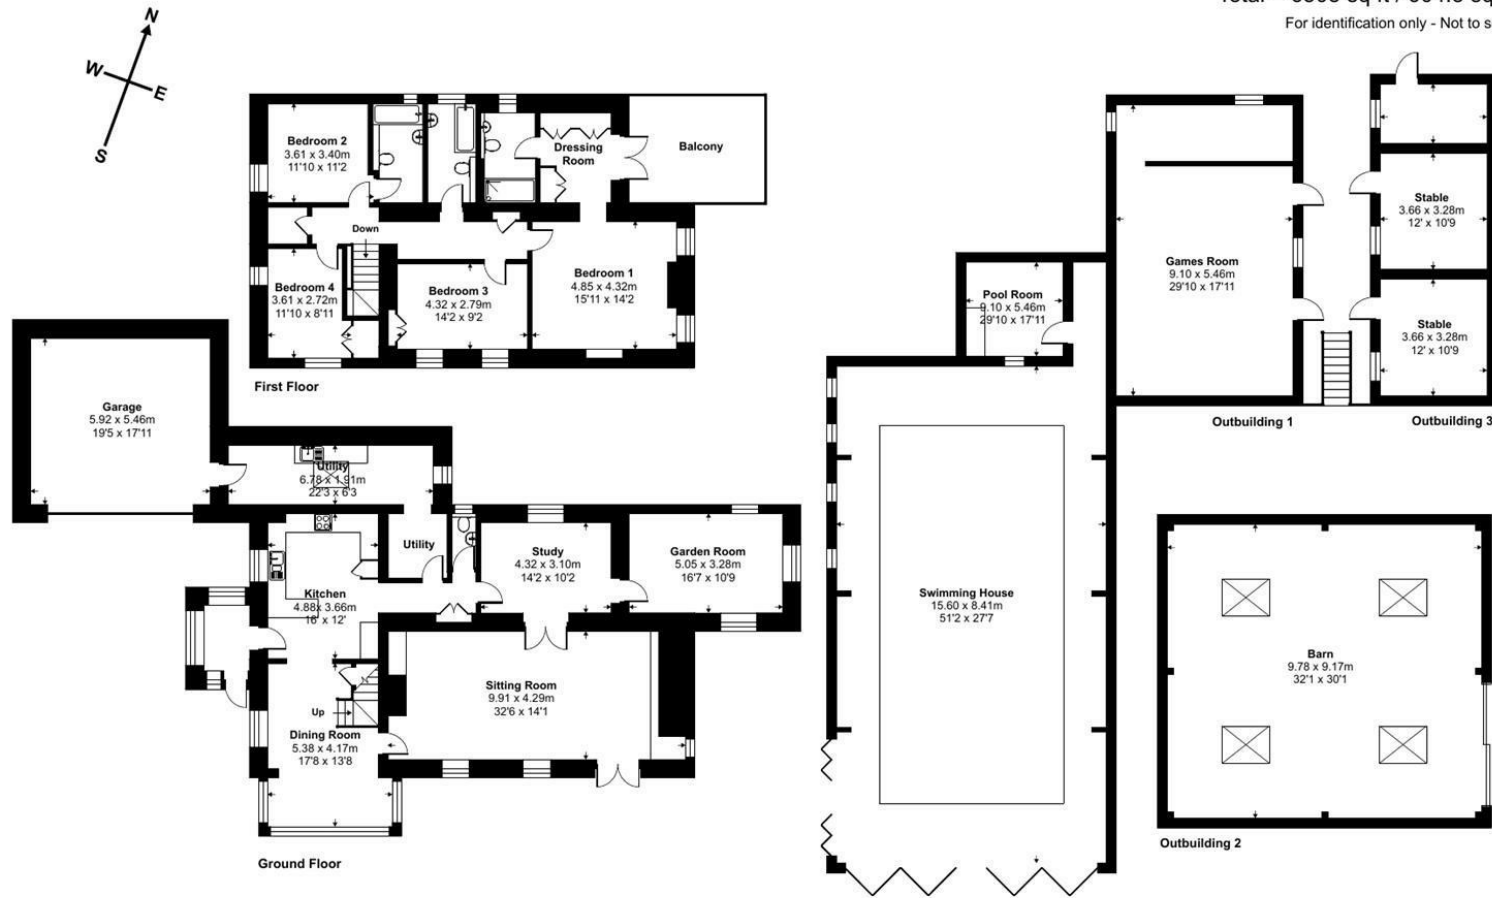 For identification only - Not to s
N
W
E
S
Bedroom 2
3.61 x 3.40m
11'10 x 11'2
Dressing
Room
Balcony
Down
Bedroom 4
3.61 x 2.72m
11'10 x 8'11
Bedroom 3
4.32 x 2.79m
14'2 x 9'2
Bedroom 1
4.85 x 4.32m
15'11 x 14'2
First Floor
Garage
5.92 x 5.46m
19'5 x 17'11
Utility
6.78 x 1.91m
22'3 x 6'3
Utility
Study
4.32 x 3.10m
14'2 x 10'2
Garden Room
5.05 x 3.28m
16'7 x 10'9
Kitchen
4.88x 3.66m
16' x 12'
Sitting Room
9.91 x 4.29m
32'6 x 14'1
Up
Dining Room
5.38 x 4.17m
17'8 x 13'8
Ground Floor
Pool Room
9.10 x 5.46m
29'10 x 17'11
Swimming House
15.60 x 8.41m
51'2 x 27'7
Games Room
9.10 x 5.46m
29'10 x 17'11
Outbuilding 1
Stable
3.66 x 3.28m
12' x 10'9
Stable
3.66 x 3.28m
12' x 10'9
Outbuilding 3
Barn
9.78 x 9.17m
32'1 x 30'1
Outbuilding 2